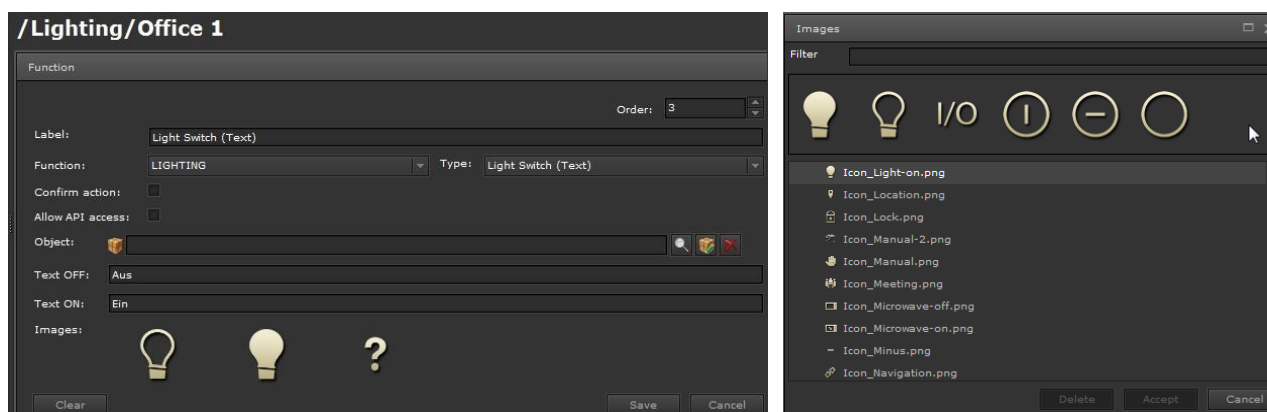 /Lighting/Office 1
Function
Order: 3
Label: Light Switch (Text)
Function: LIGHTING Type: Light Switch (Text)
Confirm action:
Allow API access:
Object:
Text OFF: Aus
Text ON: Ein
Images:
?
Clear Save Cancel
Images
Filter
I/O
Icon_Light-on.png
Icon_Location.png
Icon_Lock.png
Icon_Manual-2.png
Icon_Manual.png
Icon_Meeting.png
Icon_Microwave-off.png
Icon_Microwave-on.png
Icon_Minus.png
Icon_Navigation.png
Delete Accept Cancel